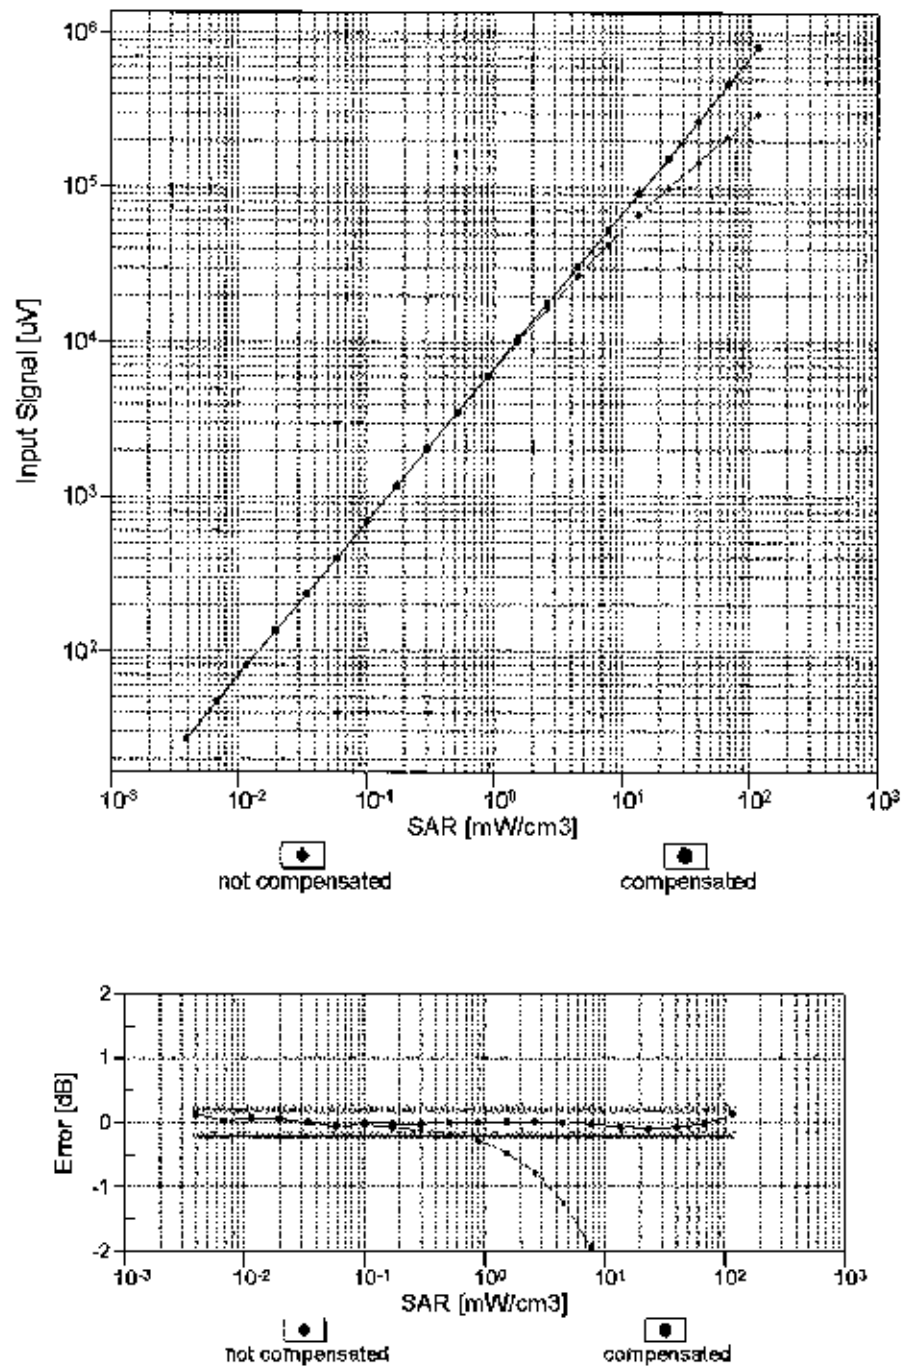 10⁶
10⁵
Input Signal [uV]
10⁴
10³
10²
10⁻³ 10⁻² 10⁻¹ 10⁰ 10¹ 10² 10³
SAR [mW/cm3]
not compensated compensated
2
1
Error [dB]
0
-1
-2
10⁻³ 10⁻² 10⁻¹ 10⁰ 10¹ 10² 10³
SAR [mW/cm3]
not compensated compensated